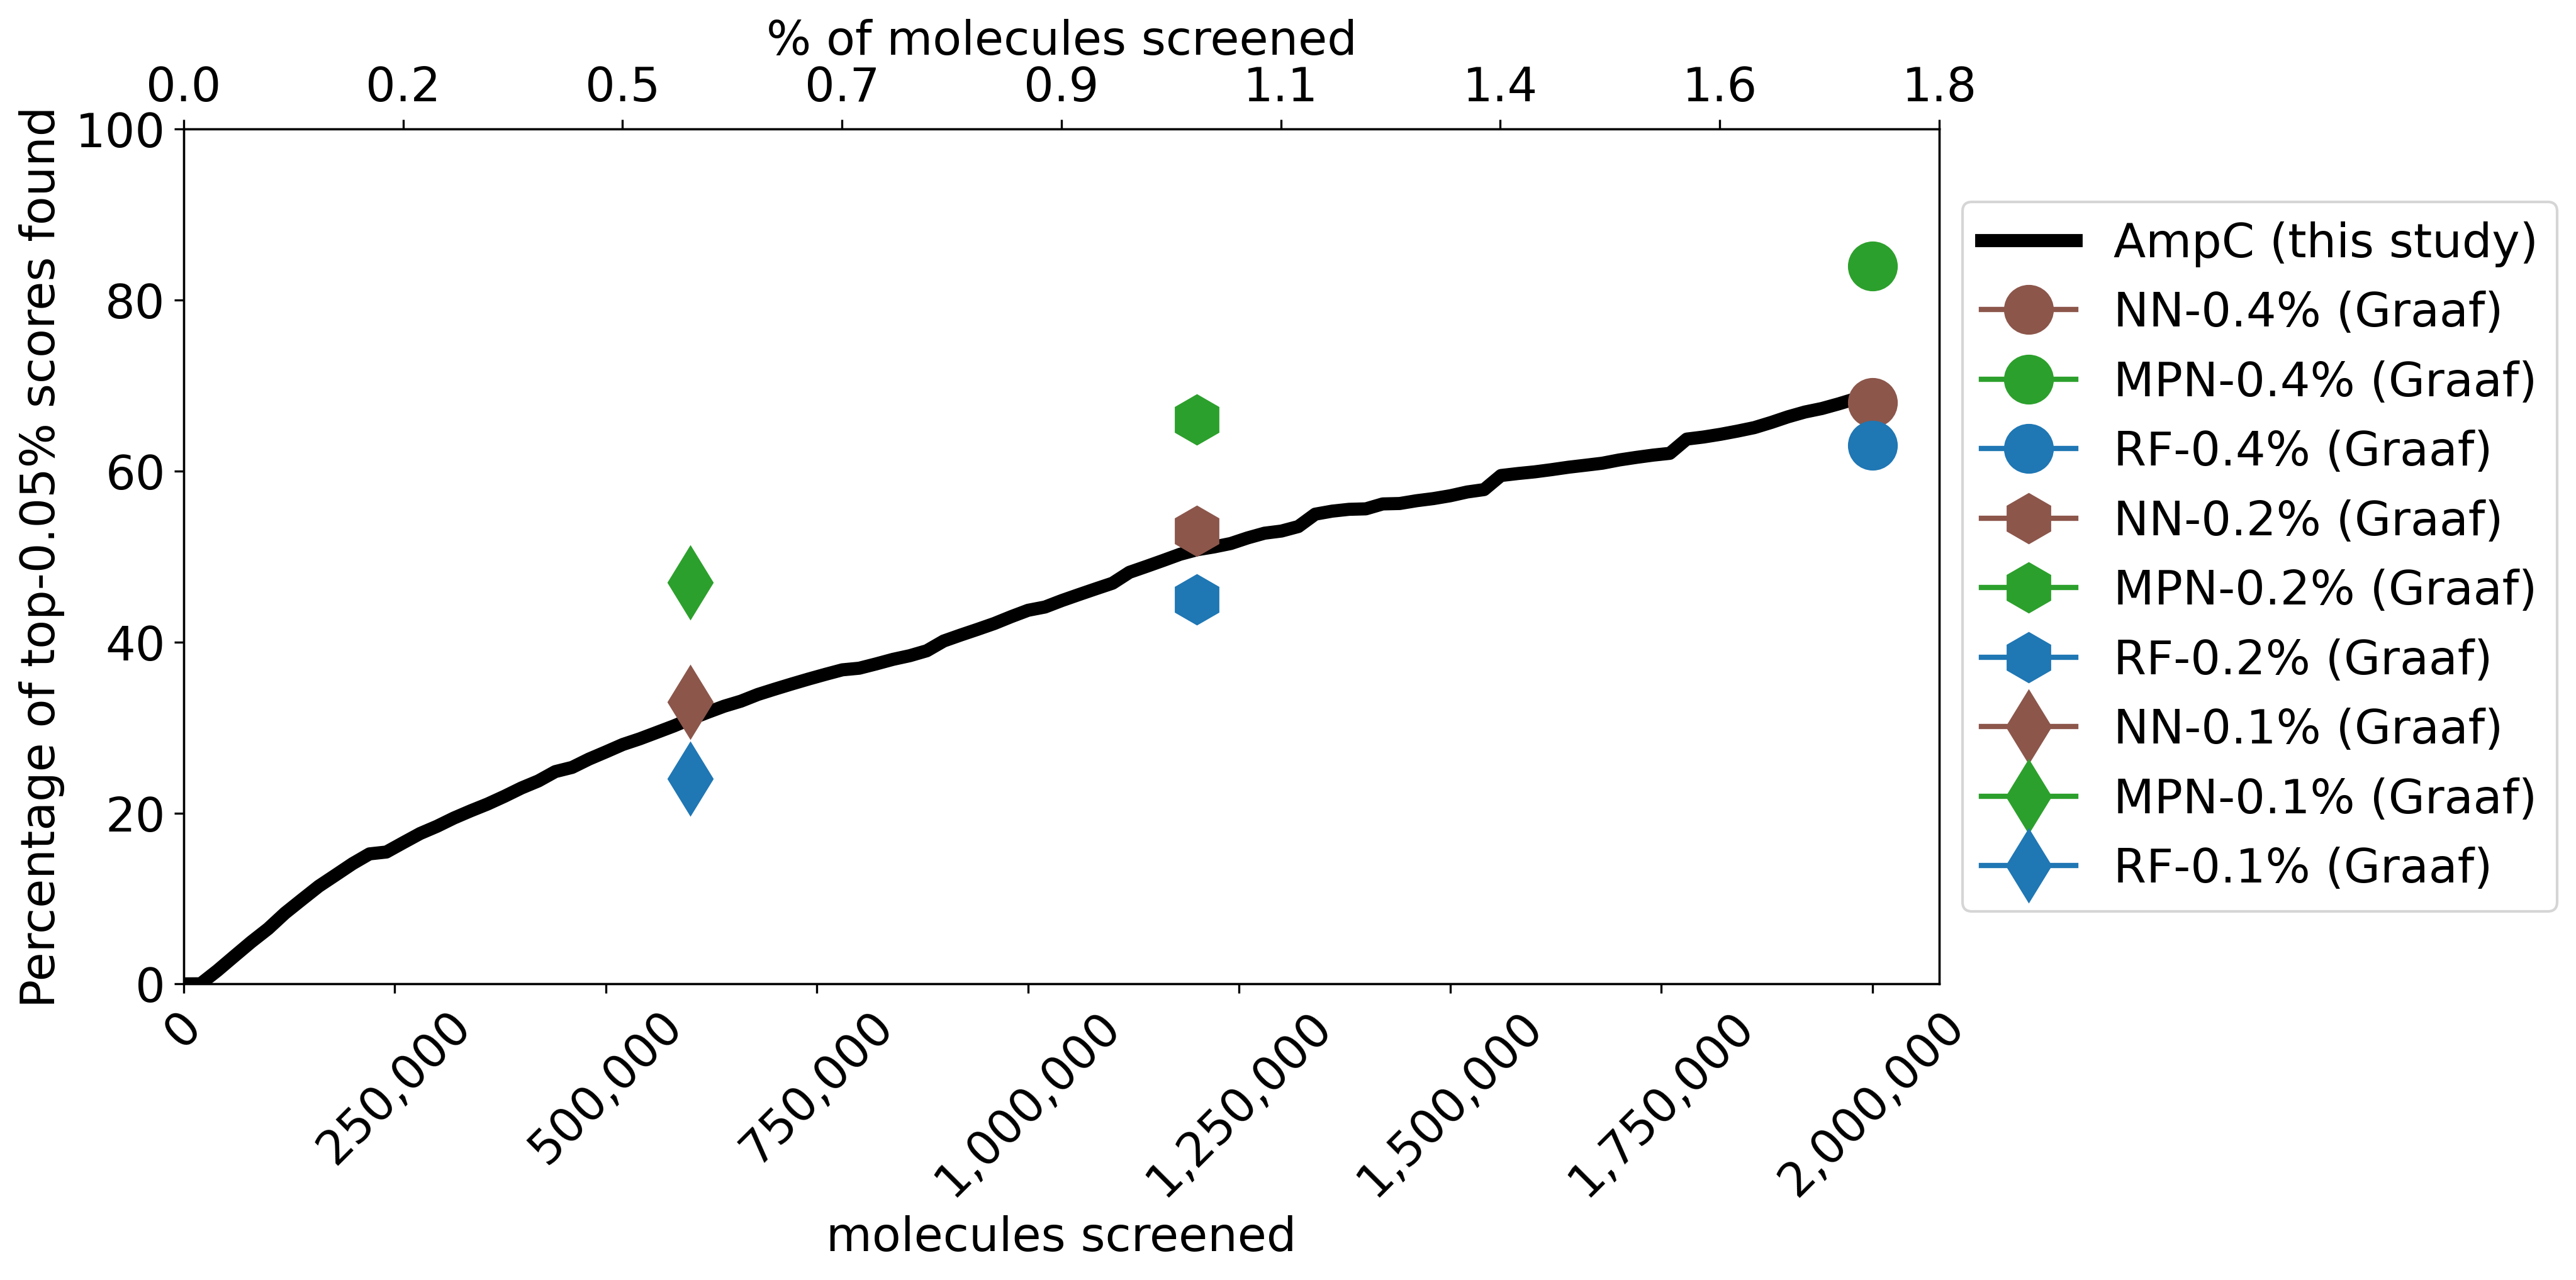 % of molecules screened
0.0 0.2 0.5 0.7 0.9 1.1 1.4 1.6 1.8
Percentage of top-0.05% scores found
100
80
60
40
20
0
0 250,000 500,000 750,000 1,000,000 1,250,000 1,500,000 1,750,000 2,000,000
molecules screened
AmpC (this study)
NN-0.4% (Graaf)
MPN-0.4% (Graaf)
RF-0.4% (Graaf)
NN-0.2% (Graaf)
MPN-0.2% (Graaf)
RF-0.2% (Graaf)
NN-0.1% (Graaf)
MPN-0.1% (Graaf)
RF-0.1% (Graaf)